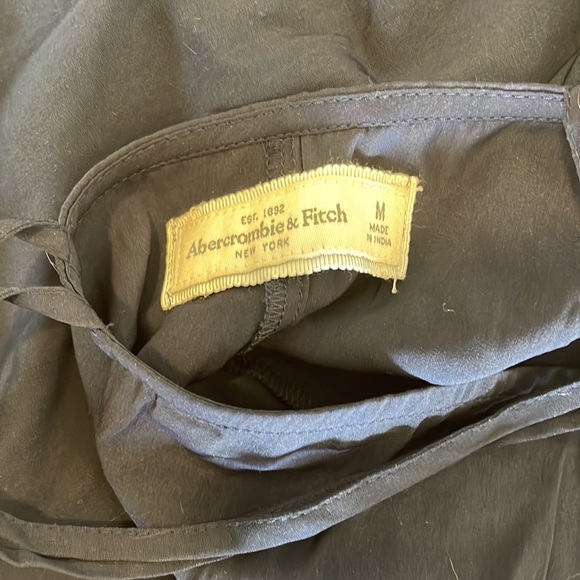 Est. 1892
Abercrombie & Fitch
NEW YORK
M
MADE
IN INDIA